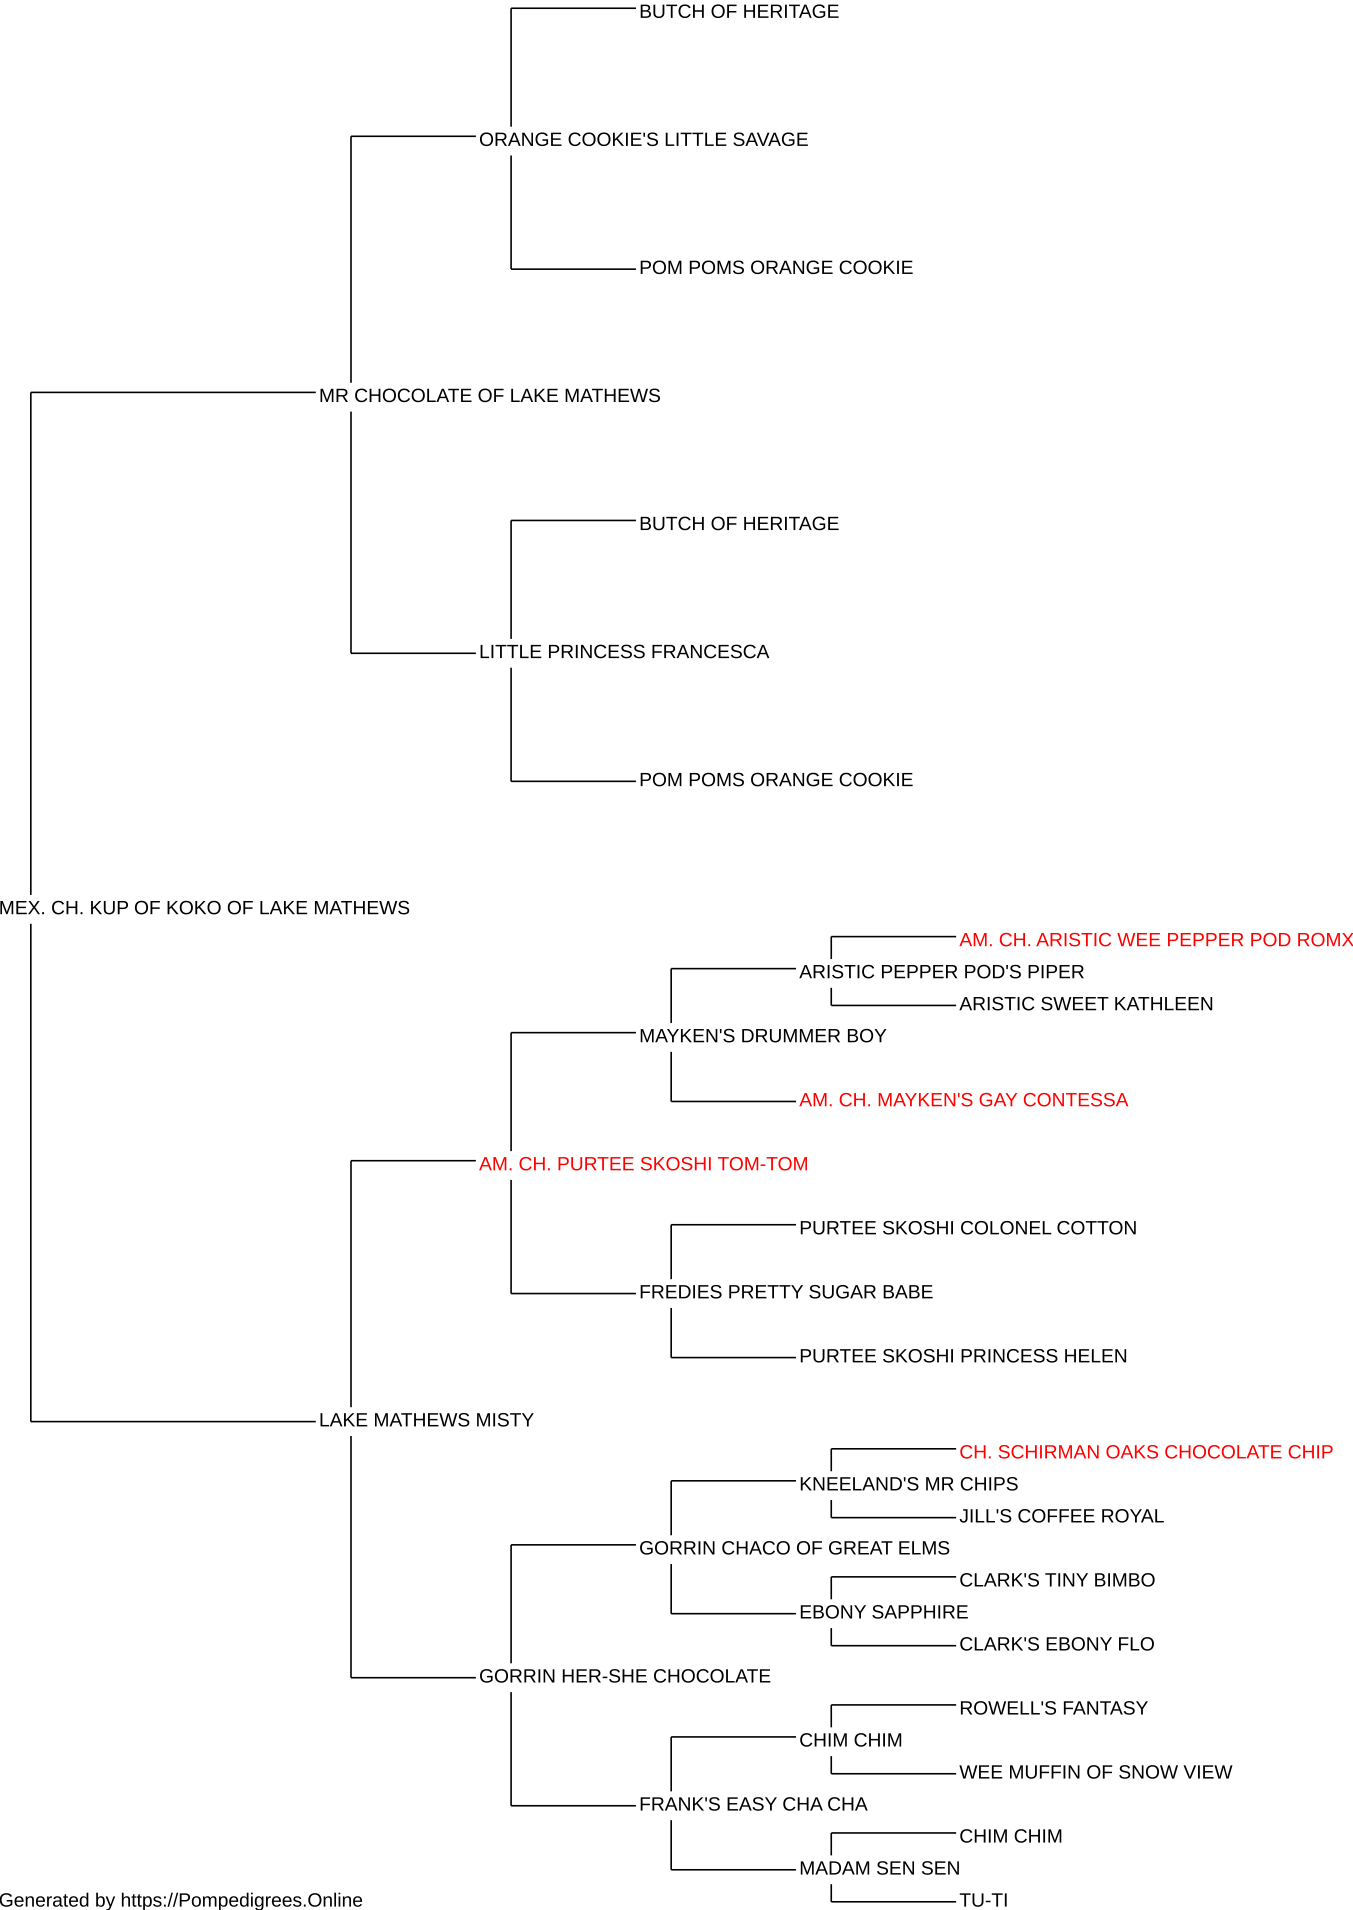 BUTCH OF HERITAGE
ORANGE COOKIE'S LITTLE SAVAGE
POM POMS ORANGE COOKIE
MR CHOCOLATE OF LAKE MATHEWS
BUTCH OF HERITAGE
LITTLE PRINCESS FRANCESCA
POM POMS ORANGE COOKIE
MEX. CH. KUP OF KOKO OF LAKE MATHEWS
AM. CH. ARISTIC WEE PEPPER POD ROMX
ARISTIC PEPPER POD'S PIPER
ARISTIC SWEET KATHLEEN
MAYKEN'S DRUMMER BOY
AM. CH. MAYKEN'S GAY CONTESSA
AM. CH. PURTEE SKOSHI TOM-TOM
PURTEE SKOSHI COLONEL COTTON
FREDIES PRETTY SUGAR BABE
PURTEE SKOSHI PRINCESS HELEN
LAKE MATHEWS MISTY
CH. SCHIRMAN OAKS CHOCOLATE CHIP
KNEELAND'S MR CHIPS
JILL'S COFFEE ROYAL
GORRIN CHACO OF GREAT ELMS
CLARK'S TINY BIMBO
EBONY SAPPHIRE
CLARK'S EBONY FLO
GORRIN HER-SHE CHOCOLATE
ROWELL'S FANTASY
CHIM CHIM
WEE MUFFIN OF SNOW VIEW
FRANK'S EASY CHA CHA
CHIM CHIM
MADAM SEN SEN
TU-TI
Generated by https://Pompedigrees.Online